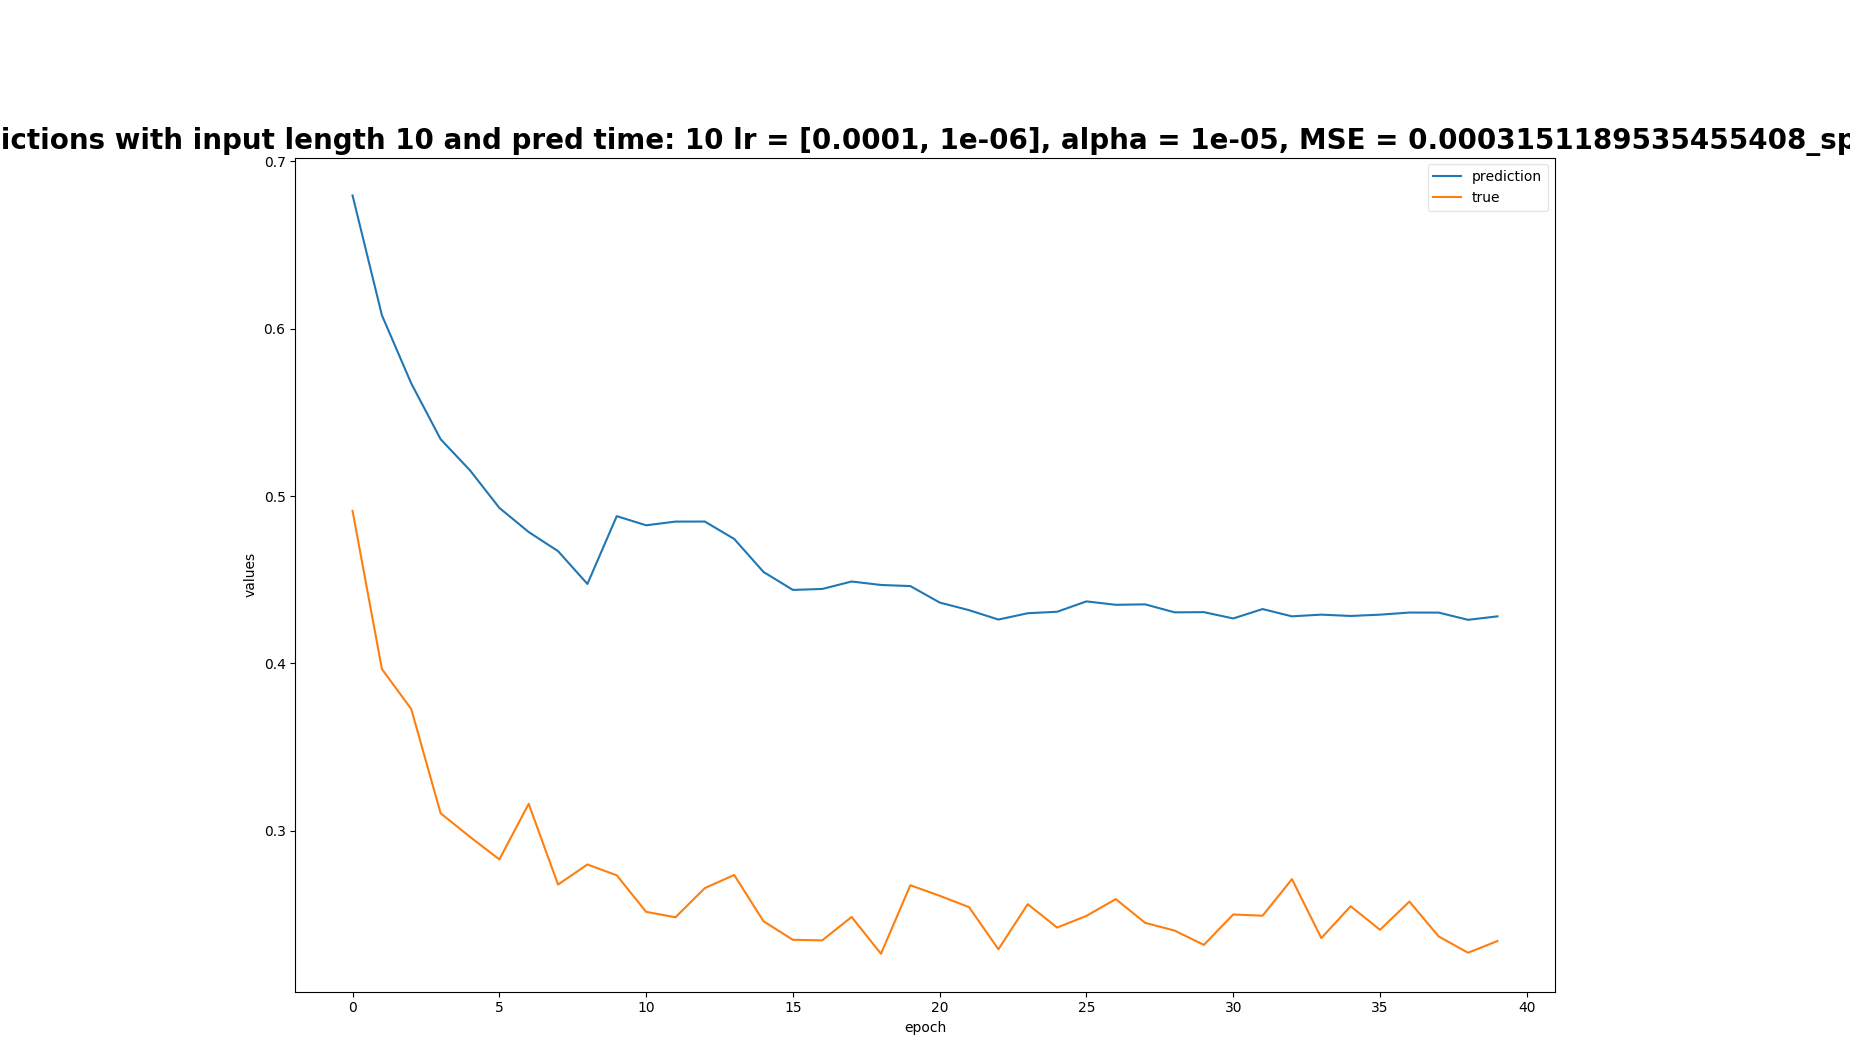 ictions with input length 10 and pred time: 10 lr = [0.0001, 1e-06], alpha = 1e-05, MSE = 0.0003151189535455408_sp
prediction
true
0.7
0.6
0.5
0.4
0.3
values
0 5 10 15 20 25 30 35 40
epoch